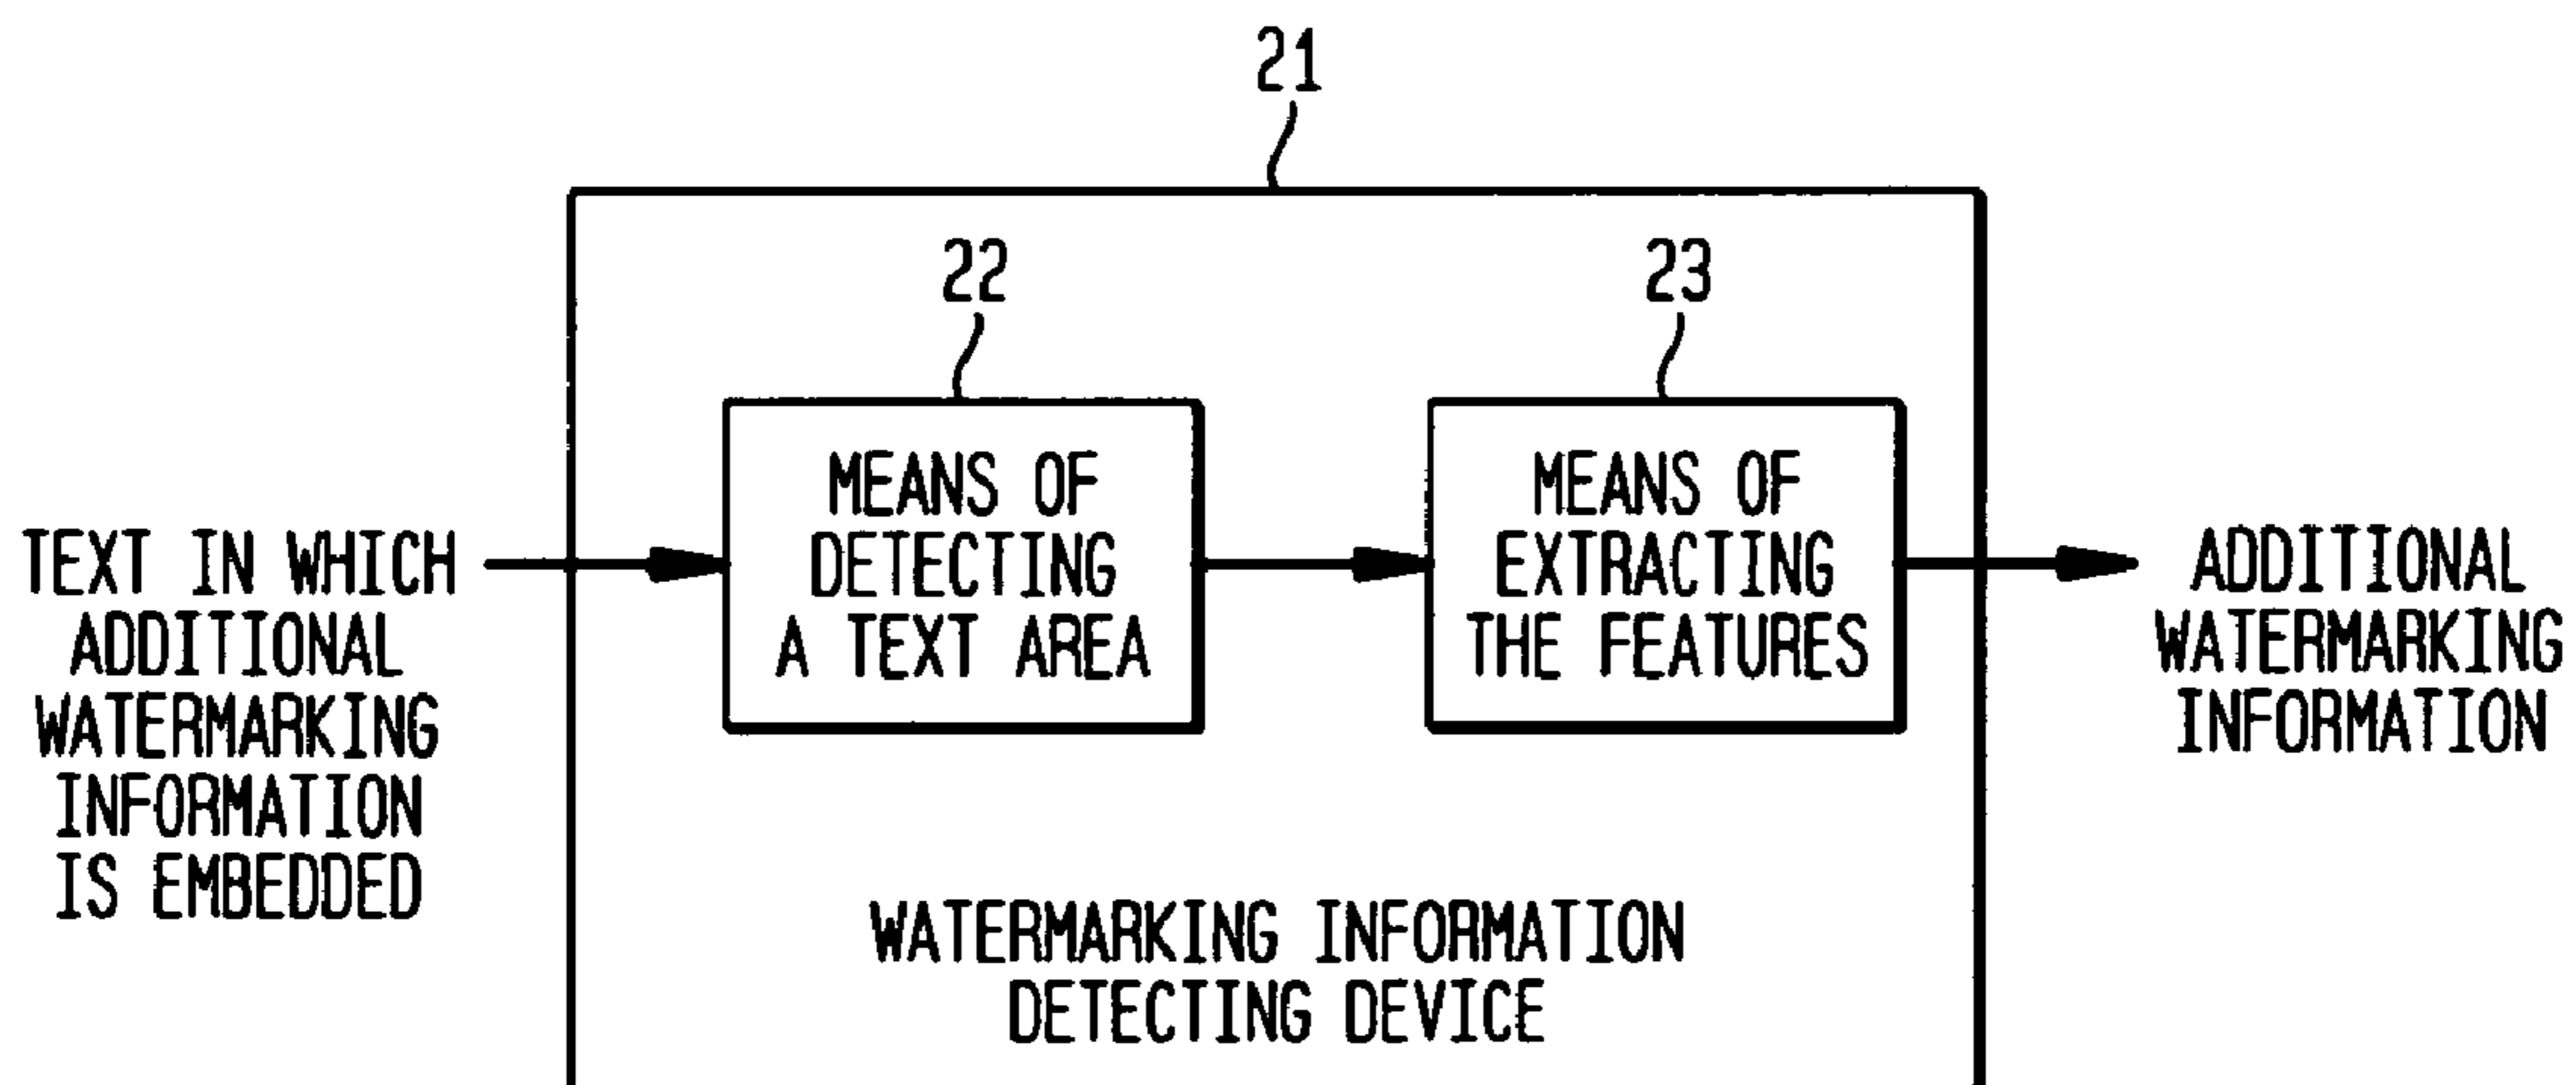 21
22
23
MEANS OF
DETECTING
A TEXT AREA
MEANS OF
EXTRACTING
THE FEATURES
TEXT IN WHICH
ADDITIONAL
WATERMARKING
INFORMATION
IS EMBEDDED
ADDITIONAL
WATERMARKING
INFORMATION
WATERMARKING INFORMATION
DETECTING DEVICE